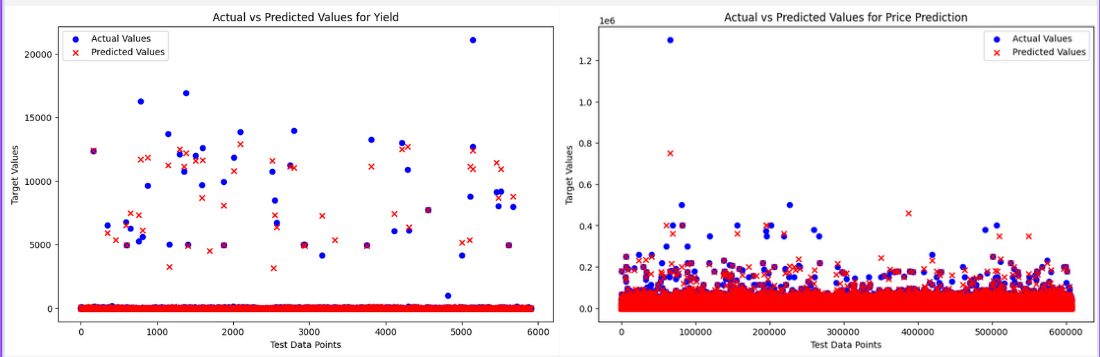 Actual vs Predicted Values for Yield
Actual Values
Predicted Values
20000
15000
10000
5000
0
Target Values
0
1000
2000
3000
4000
5000
6000
Test Data Points
Actual vs Predicted Values for Price Prediction
1e6
Actual Values
Predicted Values
1.2
1.0
0.8
0.6
0.4
0.2
0.0
Target Values
0
100000
200000
300000
400000
500000
600000
Test Data Points